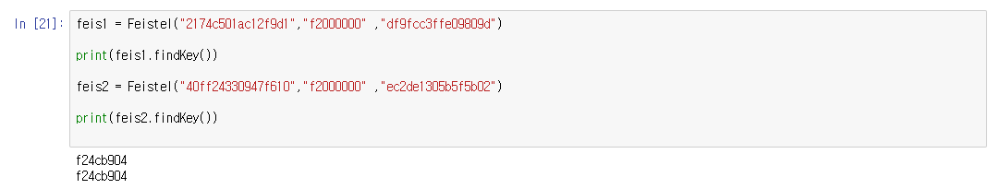 In [21]: feis1 = Feistel("2174c501ac12f9d1","f2000000" ,"df9fcc3ffe09809d")
print(feis1.findKey())
feis2 = Feistel("40ff24330947f610","f2000000" ,"ec2de1305b5f5b02")
print(feis2.findKey())
f24cb904
f24cb904